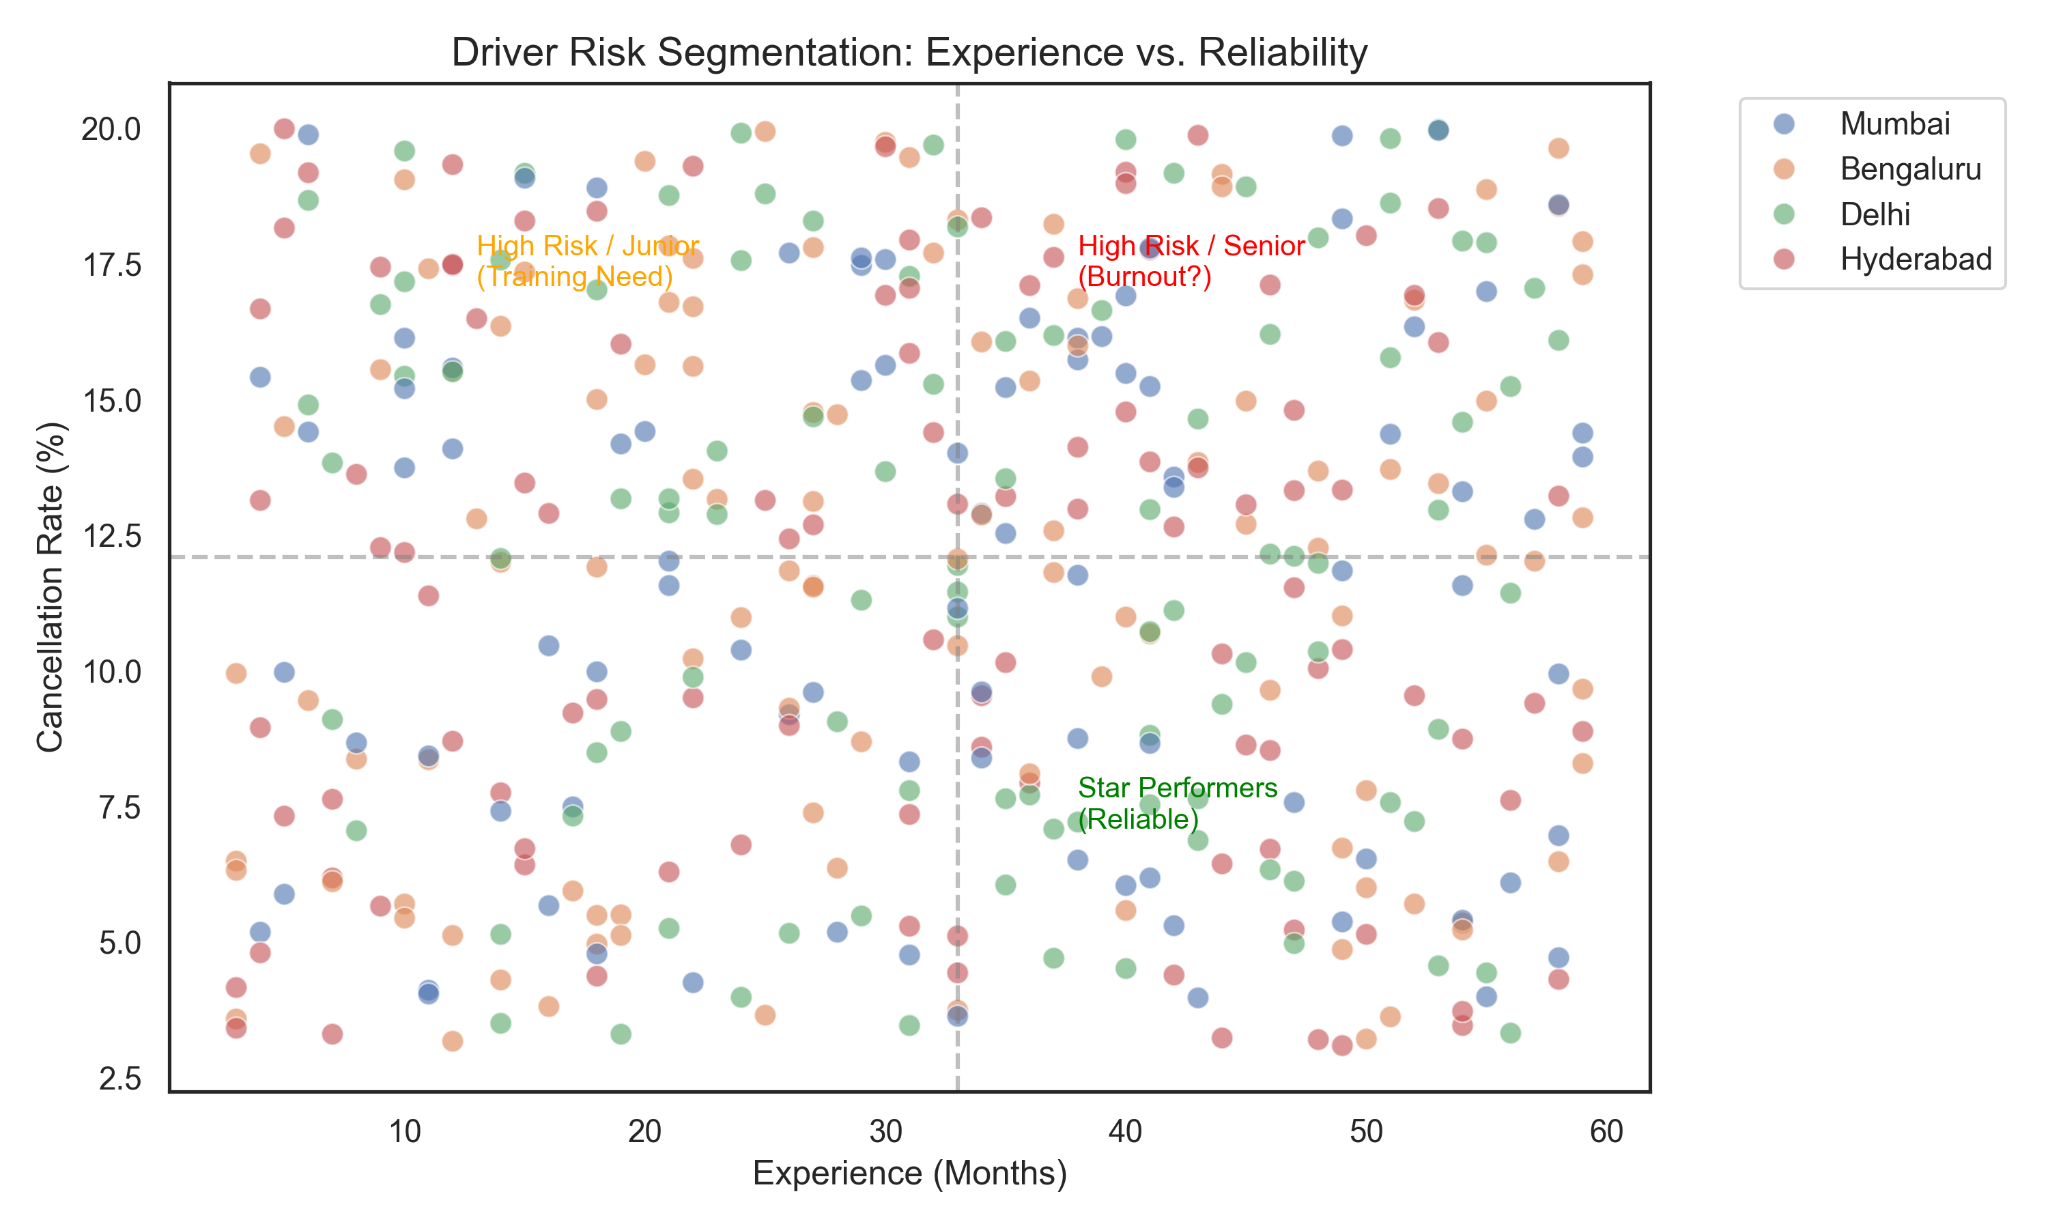 Driver Risk Segmentation: Experience vs. Reliability
Cancellation Rate (%)
20.0
17.5
15.0
12.5
10.0
7.5
5.0
2.5
High Risk / Junior
(Training Need)
High Risk / Senior
(Burnout?)
Star Performers
(Reliable)
10
20
30
40
50
60
Experience (Months)
Mumbai
Bengaluru
Delhi
Hyderabad